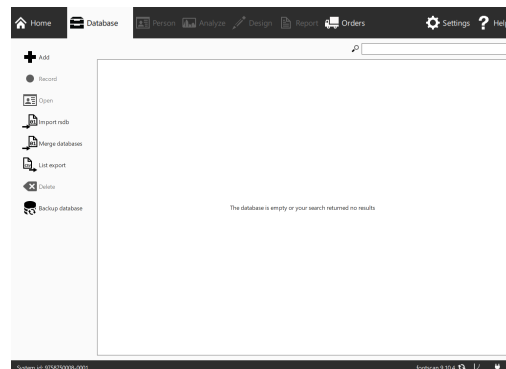 Home
Database
Person
Analyze
Design
Report
Orders
Settings
Help
Add
Record
Open
Import rsdb
Merge databases
List export
Delete
Backup database
The database is empty or your search returned no results
System id: 9758750008-0001
footscan 9.10.4